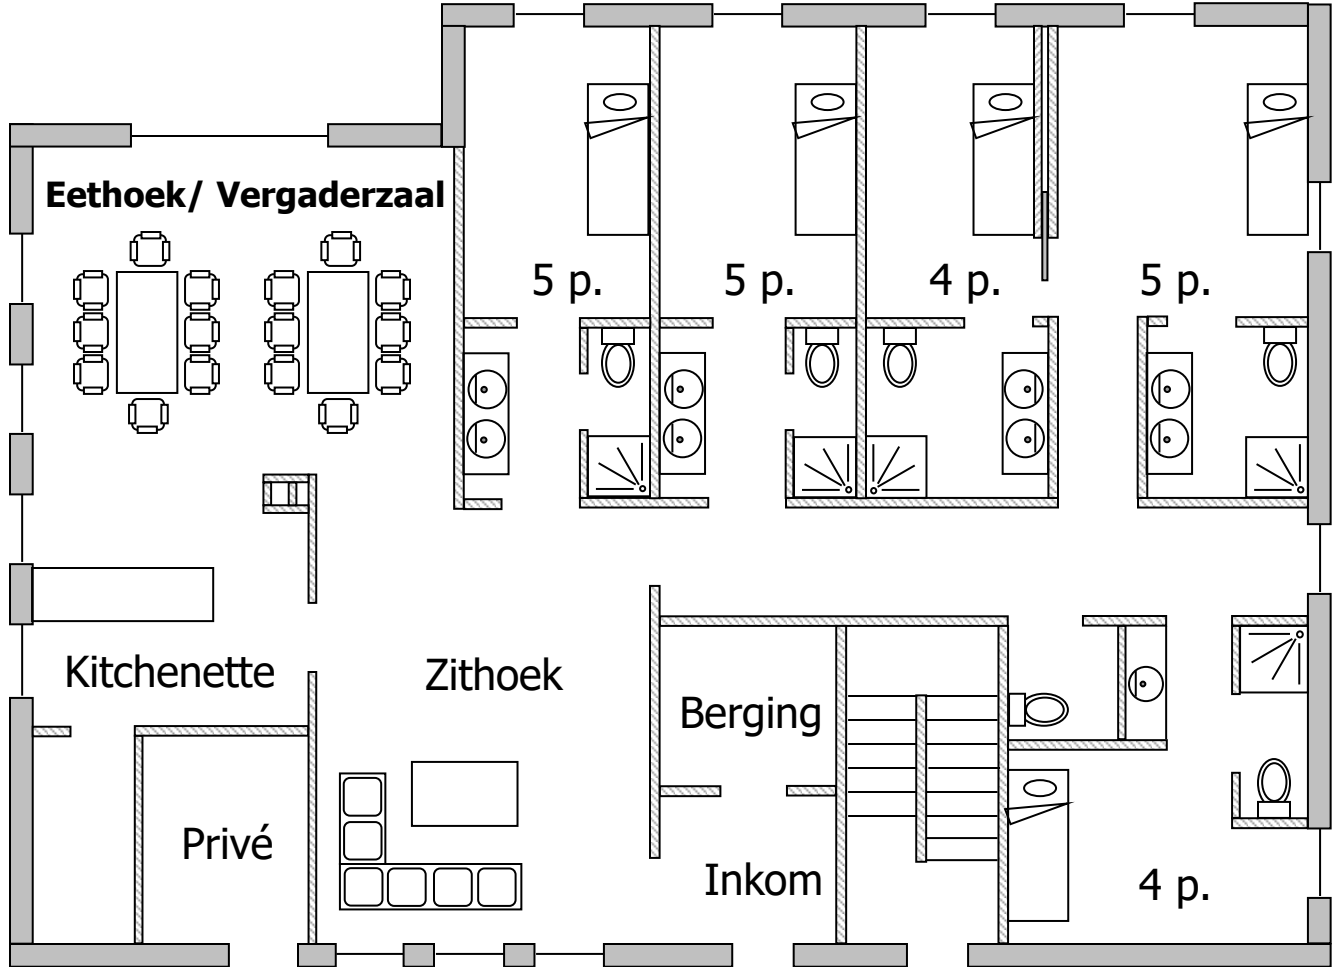 Eethoek/ Vergaderzaal
5 p.
5 p.
4 p.
5 p.
Kitchenette
Zithoek
Berging
Privé
Inkom
4 p.